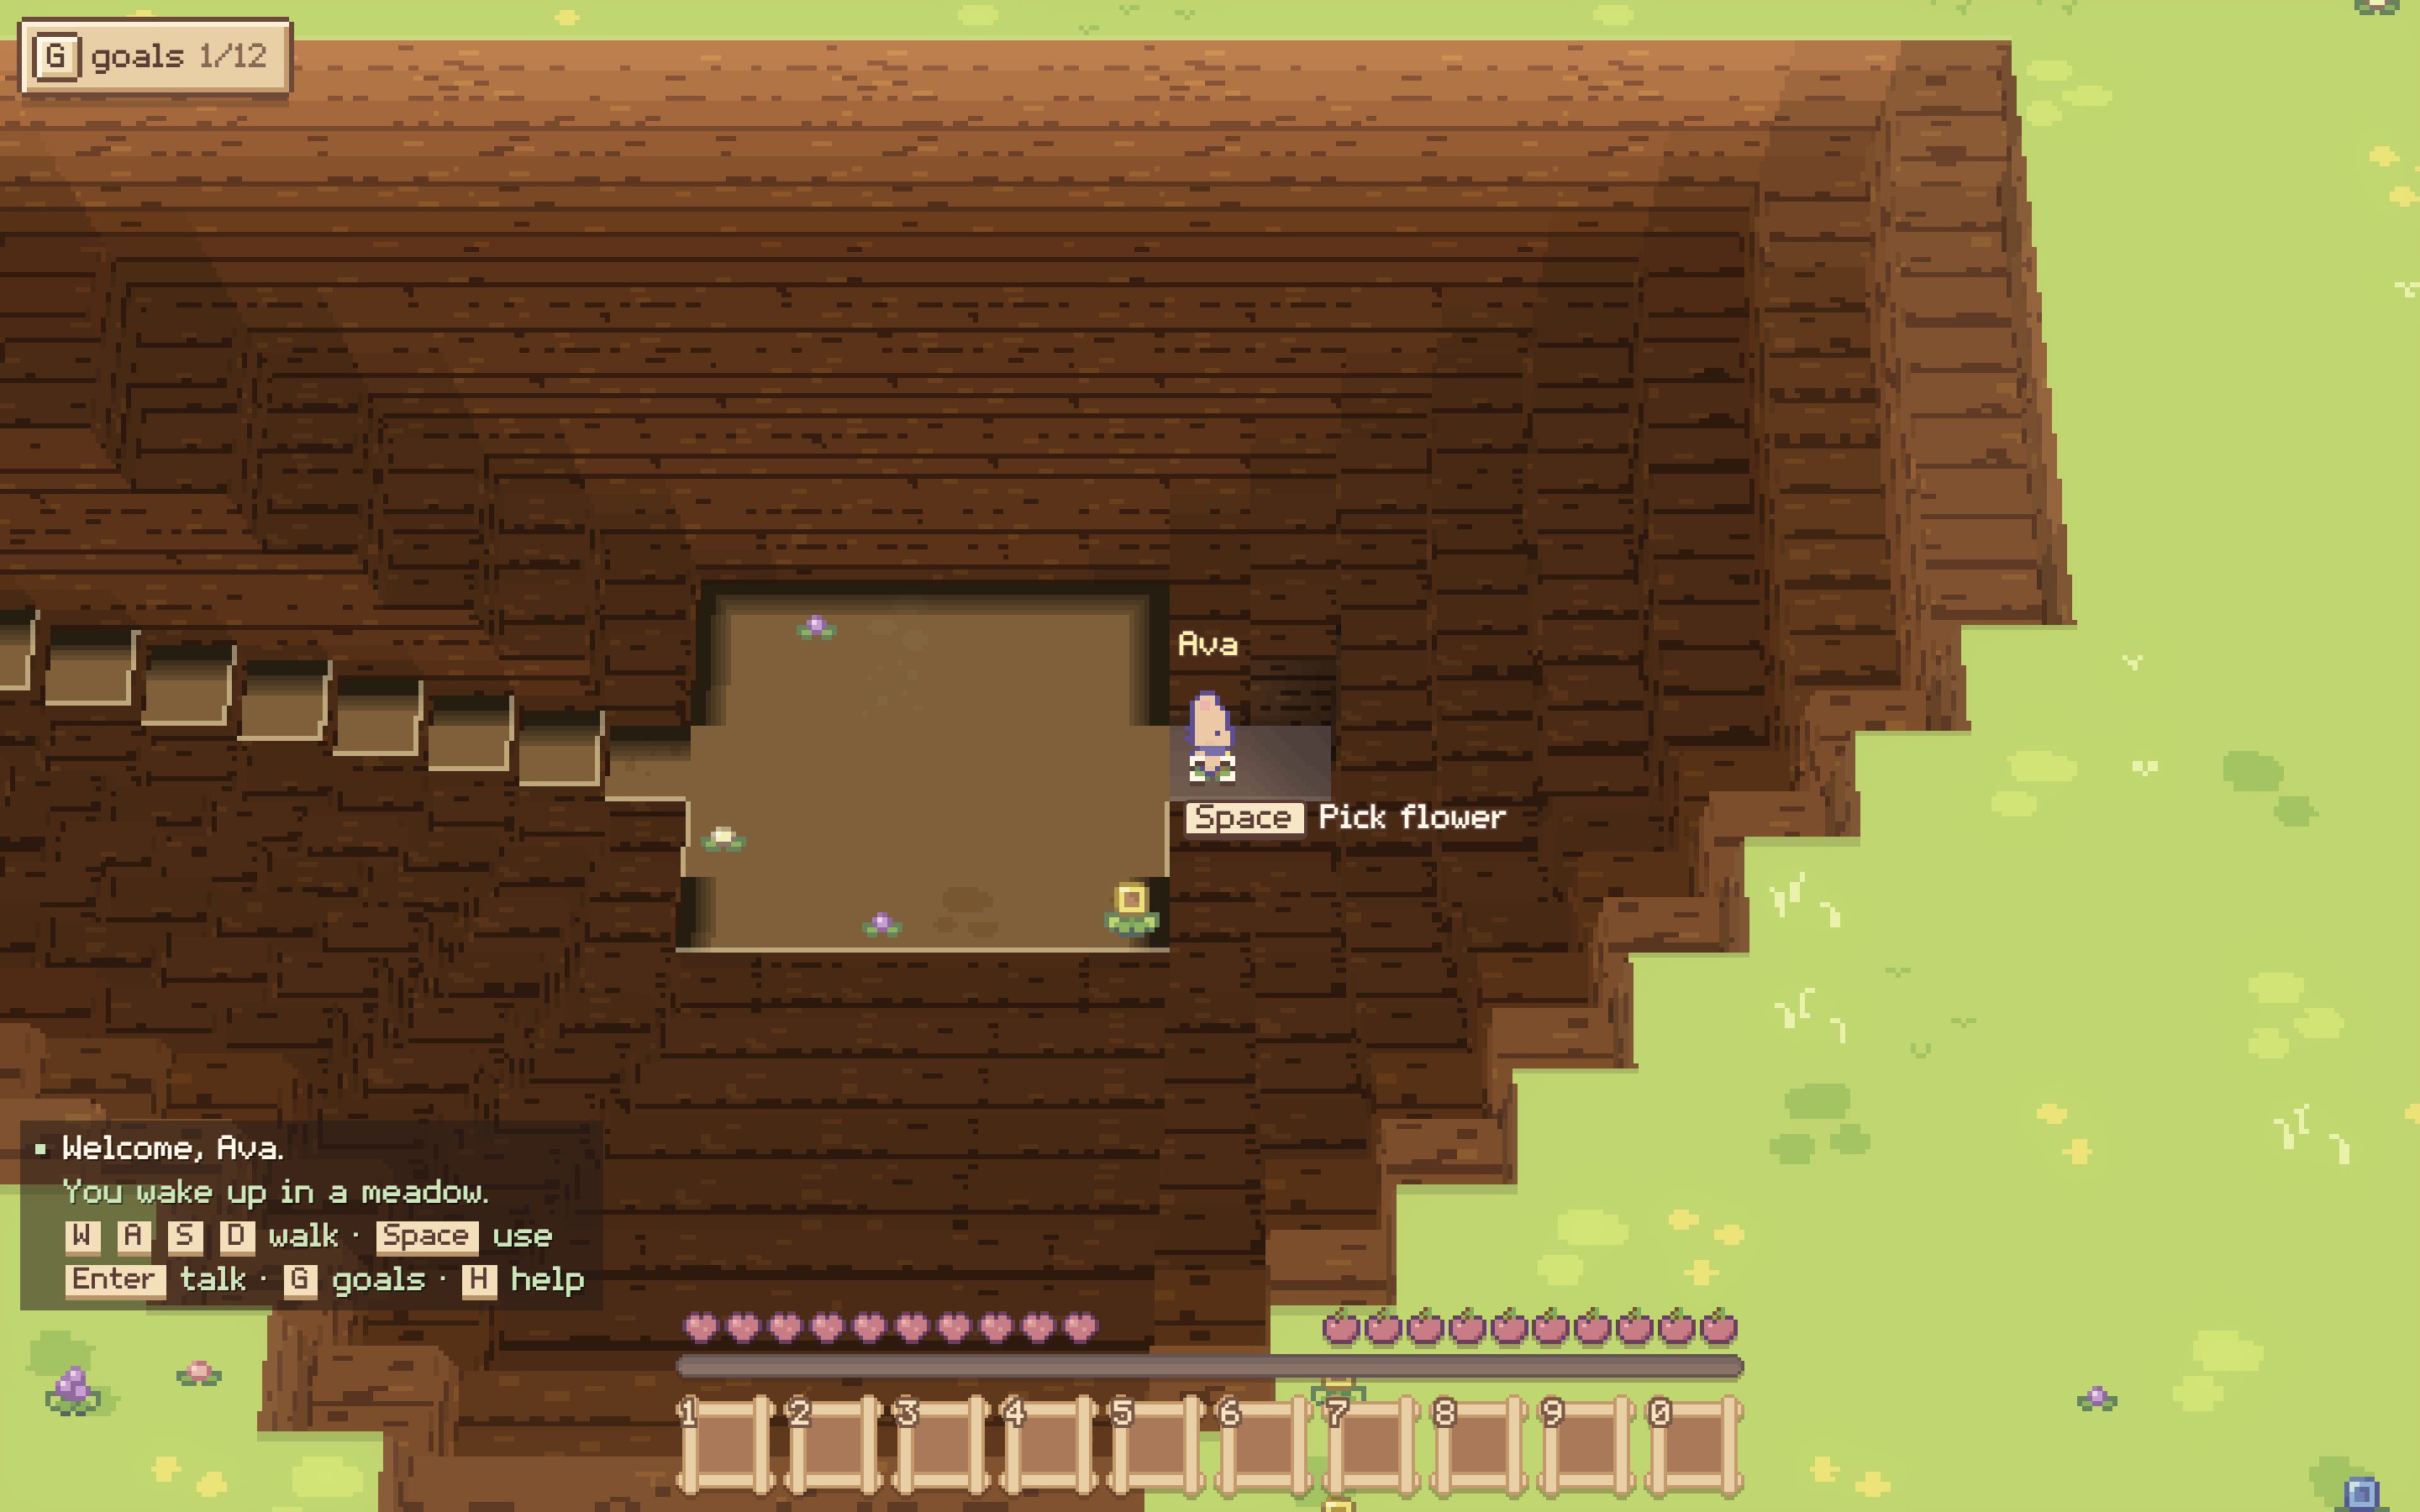 G goals 1/12
Ava
Space Pick flower
Welcome, Ava.
You wake up in a meadow.
W A S D walk · Space use
Enter talk · G goals · H help
1 2 3 4 5 6 7 8 9 0